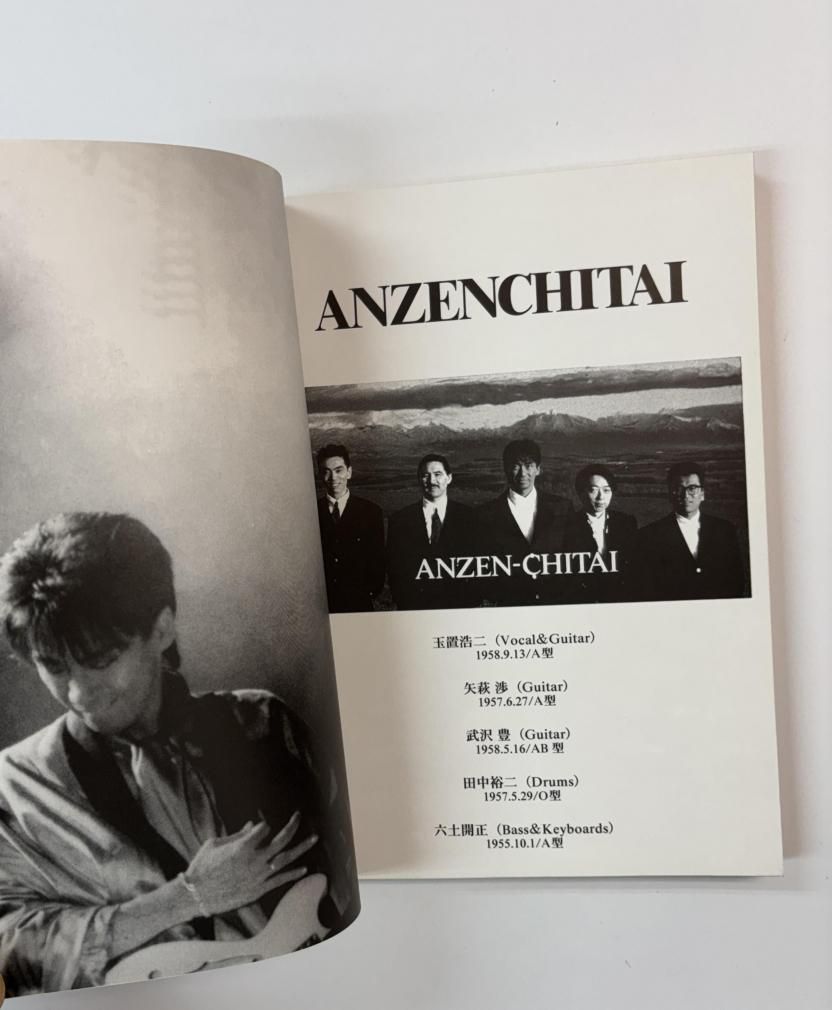 ANZENCHITAI
ANZEN-CHITAI
玉置浩二（Vocal&Guitar）
1958.9.13/A型
矢萩 渉（Guitar）
1957.6.27/A型
武沢 豊（Guitar）
1958.5.16/AB 型
田中裕二（Drums）
1957.5.29/O型
六土開正（Bass&Keyboards）
1955.10.1/A型